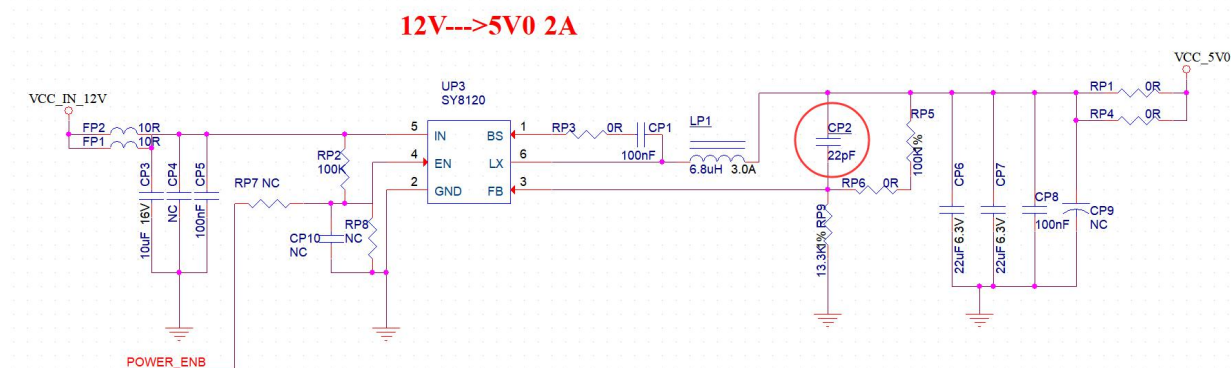 12V--->5V0 2A
VCC_5V0
UP3
SY8120
VCC_IN_12V
RP1 0R
FP2 10R
FP1 10R
5 IN BS 1
RP3 0R CP1
100nF
LP1
6.8uH 3.0A
CP2
22pF
RP5
100K1%
RP4 0R
CP3
10uF 16V
CP4
NC
CP5
100nF
RP2
100K
4 EN LX 6
2 GND FB 3
RP7 NC
RP6 0R
RP8
NC
CP10
NC
RP9
13.3K1%
CP6
22uF 6.3V
CP7
22uF 6.3V
CP8
100nF
CP9
NC
POWER_ENB